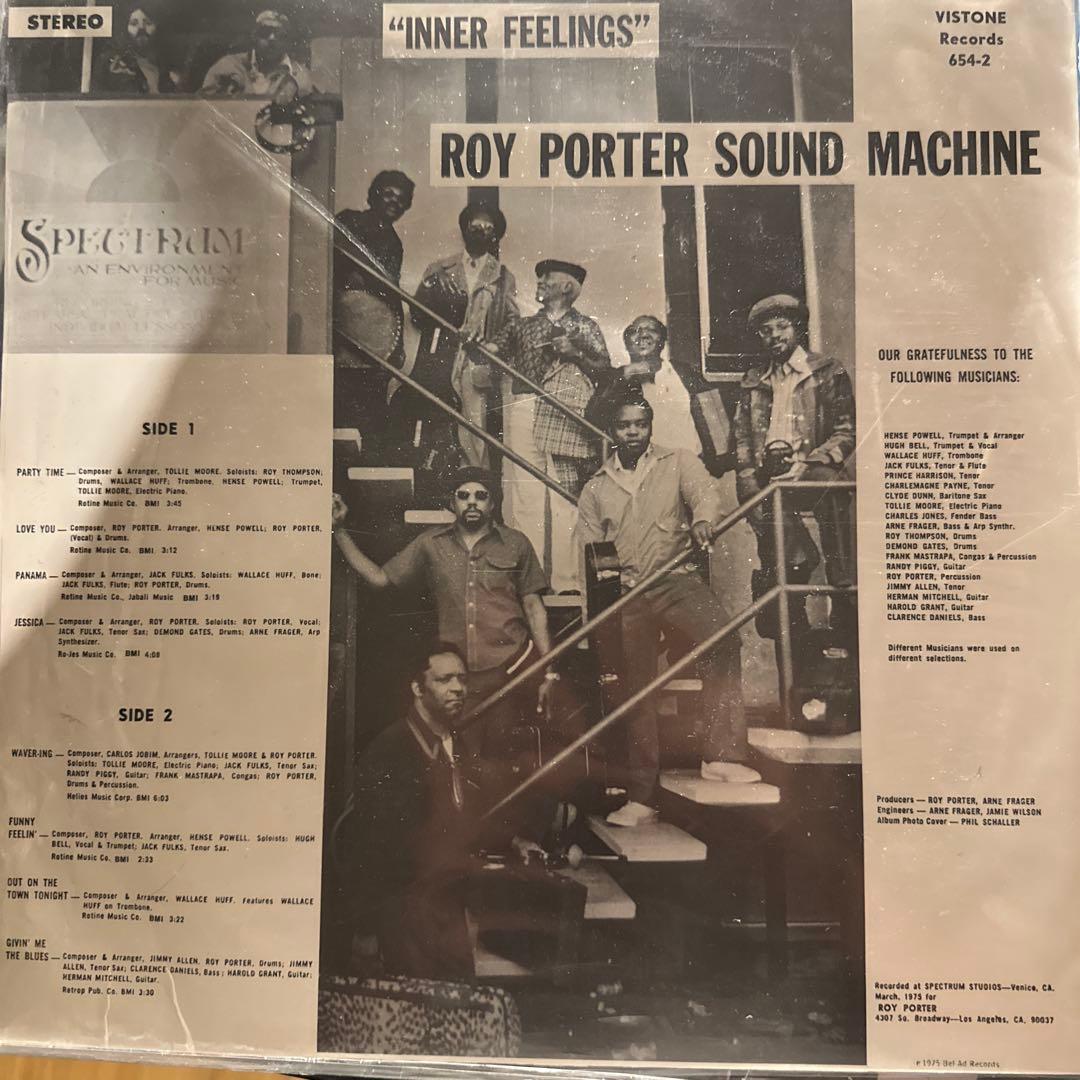 STEREO
"INNER FEELINGS"
VISTONE
Records
654-2
ROY PORTER SOUND MACHINE
SPECTRUM
AN ENVIRONMENT
FOR MUSIC
SIDE 1
PARTY TIME — Composer & Arranger, TOLLIE MOORE. Soloists: ROY THOMPSON;
Drums, WALLACE HUFF; Trombone, HENSE POWELL; Trumpet,
TOLLIE MOORE, Electric Piano.
Rotine Music Co. BMI 3:45
LOVE YOU — Composer, ROY PORTER. Arranger, HENSE POWELL; ROY PORTER,
(Vocal) & Drums.
Rotine Music Co. BMI 3:12
PANAMA — Composer & Arranger, JACK FULKS, Soloists: WALLACE HUFF, Bone;
JACK FULKS, Flute; ROY PORTER, Drums.
Rotine Music Co., Jabali Music BMI 3:19
JESSICA — Composer & Arranger, ROY PORTER. Soloists: ROY PORTER, Vocal;
JACK FULKS, Tenor Sax; DEMOND GATES, Drums; ARNE FRAGER, Arp
Synthesizer.
Ro-Jes Music Co. BMI 4:08
SIDE 2
WAVER-ING — Composer, CARLOS JOBIM. Arrangers, TOLLIE MOORE & ROY PORTER.
Soloists: TOLLIE MOORE, Electric Piano; JACK FULKS, Tenor Sax;
RANDY PIGGY, Guitar; FRANK MASTRAPA, Congas; ROY PORTER,
Drums & Percussion.
Helios Music Corp. BMI 6:03
FUNNY
FEELIN' — Composer, ROY PORTER. Arranger, HENSE POWELL. Soloists: HUGH
BELL, Vocal & Trumpet; JACK FULKS, Tenor Sax.
Rotine Music Co. BMI 2:33
OUT ON THE
TOWN TONIGHT — Composer & Arranger, WALLACE HUFF. Features WALLACE
HUFF on Trombone.
Rotine Music Co. BMI 3:22
GIVIN' ME
THE BLUES — Composer & Arranger, JIMMY ALLEN. ROY PORTER, Drums; JIMMY
ALLEN, Tenor Sax; CLARENCE DANIELS, Bass; HAROLD GRANT, Guitar;
HERMAN MITCHELL, Guitar.
Retrop Pub. Co. BMI 3:30
OUR GRATEFULNESS TO THE
FOLLOWING MUSICIANS:
HENSE POWELL, Trumpet & Arranger
HUGH BELL, Trumpet & Vocal
WALLACE HUFF, Trombone
JACK FULKS, Tenor & Flute
PRINCE HARRISON, Tenor
CHARLEMAGNE PAYNE, Tenor
CLYDE DUNN, Baritone Sax
TOLLIE MOORE, Electric Piano
CHARLES JONES, Fender Bass
ARNE FRAGER, Bass & Arp Synthr.
ROY THOMPSON, Drums
DEMOND GATES, Drums
FRANK MASTRAPA, Congas & Percussion
RANDY PIGGY, Guitar
ROY PORTER, Percussion
JIMMY ALLEN, Tenor
HERMAN MITCHELL, Guitar
HAROLD GRANT, Guitar
CLARENCE DANIELS, Bass
Different Musicians were used on
different selections.
Producers — ROY PORTER, ARNE FRAGER
Engineers — ARNE FRAGER, JAMIE WILSON
Album Photo Cover — PHIL SCHALLER
Recorded at SPECTRUM STUDIOS—Venice, CA.
March, 1975 for
ROY PORTER
4307 So. Broadway—Los Angeles, CA, 90037
℗ 1975 Bel Ad Records